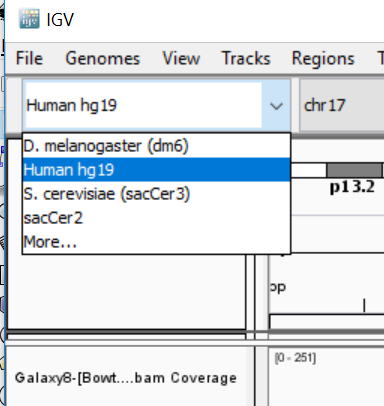 IGV
File Genomes View Tracks Regions
Human hg19 chr17
D. melanogaster (dm6)
Human hg19
S. cerevisiae (sacCer3)
sacCer2
More...
p13.2
[0 - 251]
Galaxy8-[Bowt....bam Coverage